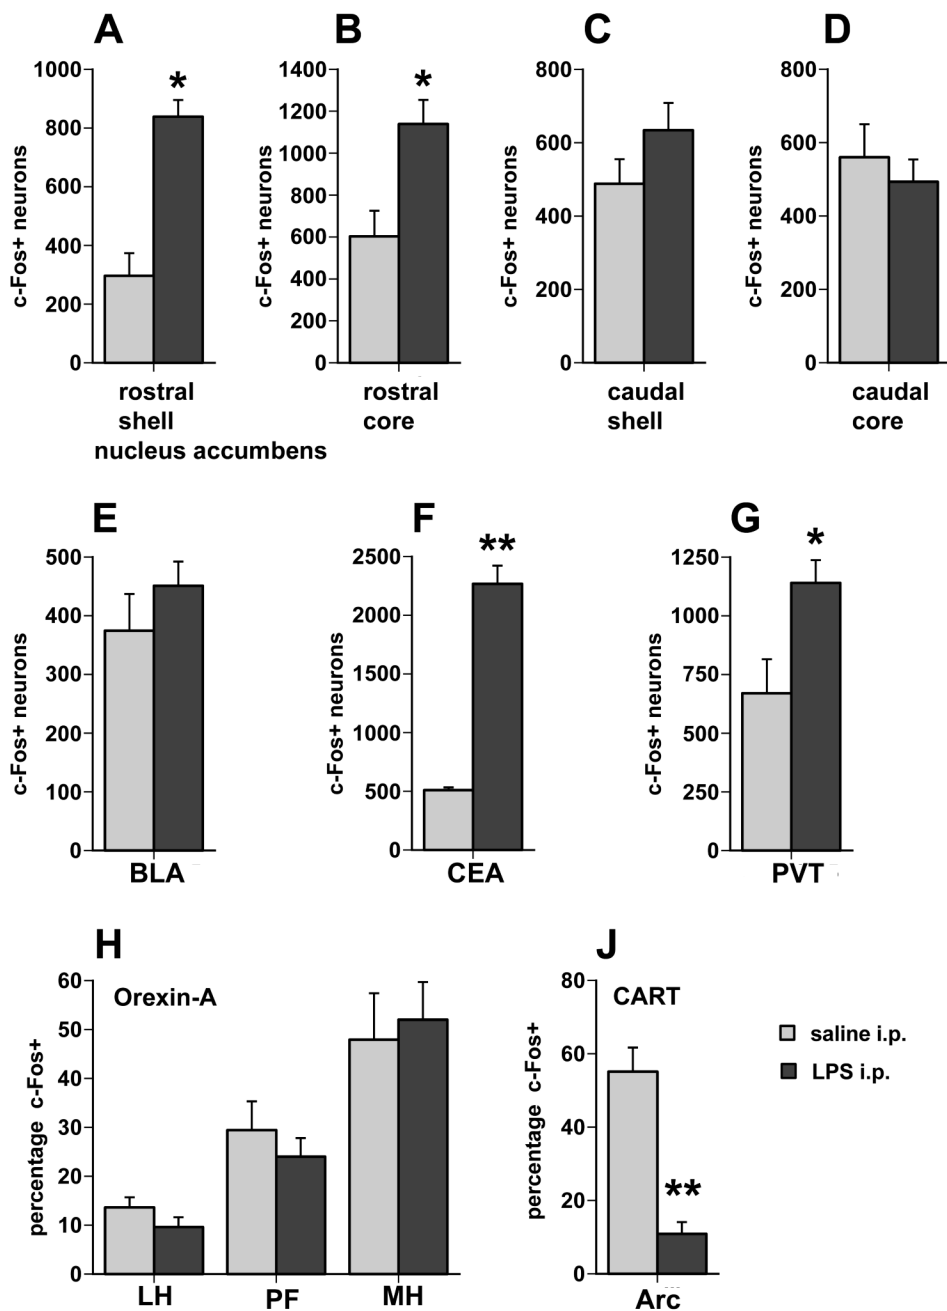 A
B
C
D
c-Fos+ neurons
1000
800
600
400
200
0
*
rostral
shell
nucleus accumbens
c-Fos+ neurons
1400
1200
1000
800
600
400
200
0
*
rostral
core
c-Fos+ neurons
800
600
400
200
0
caudal
shell
c-Fos+ neurons
800
600
400
200
0
caudal
core
E
F
G
c-Fos+ neurons
500
400
300
200
100
0
BLA
c-Fos+ neurons
2500
2000
1500
1000
500
0
**
CEA
c-Fos+ neurons
1250
1000
750
500
250
0
*
PVT
H
J
percentage c-Fos+
60
50
40
30
20
10
0
Orexin-A
LH
PF
MH
percentage c-Fos+
80
60
40
20
0
CART
**
Arc
saline i.p.
LPS i.p.